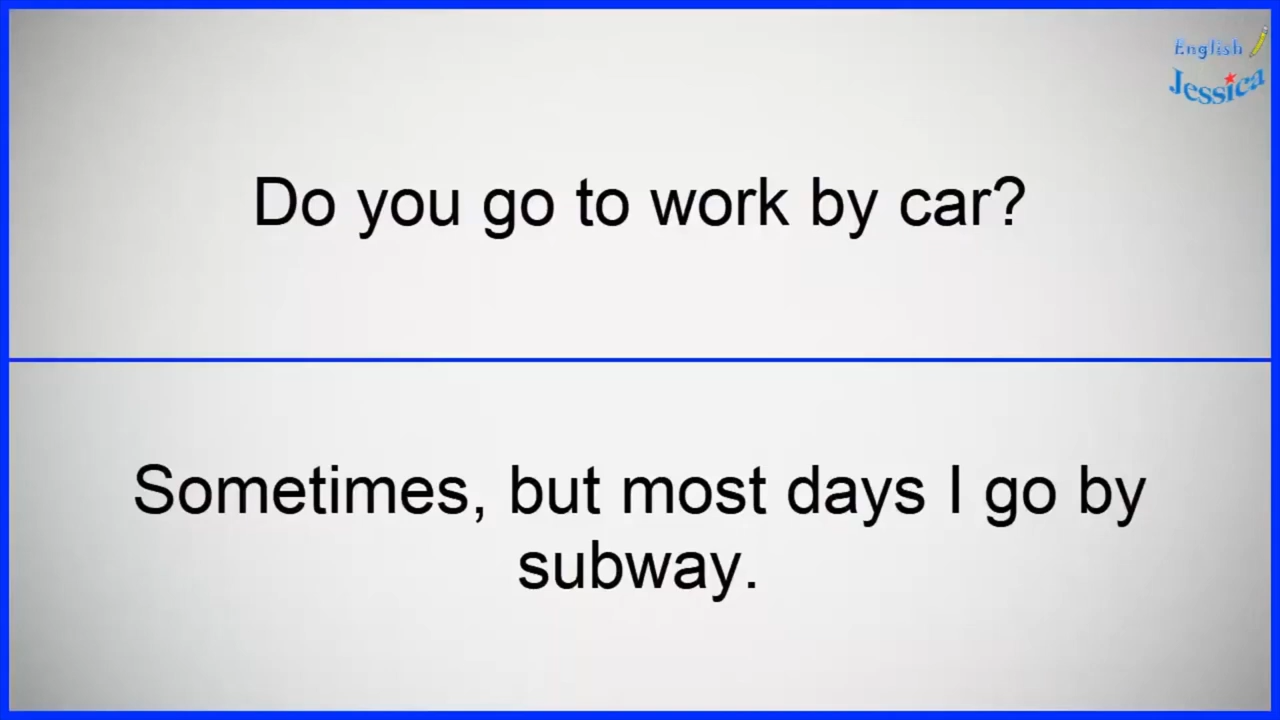 English
Jessica
Do you go to work by car?
Sometimes, but most days I go by
subway.